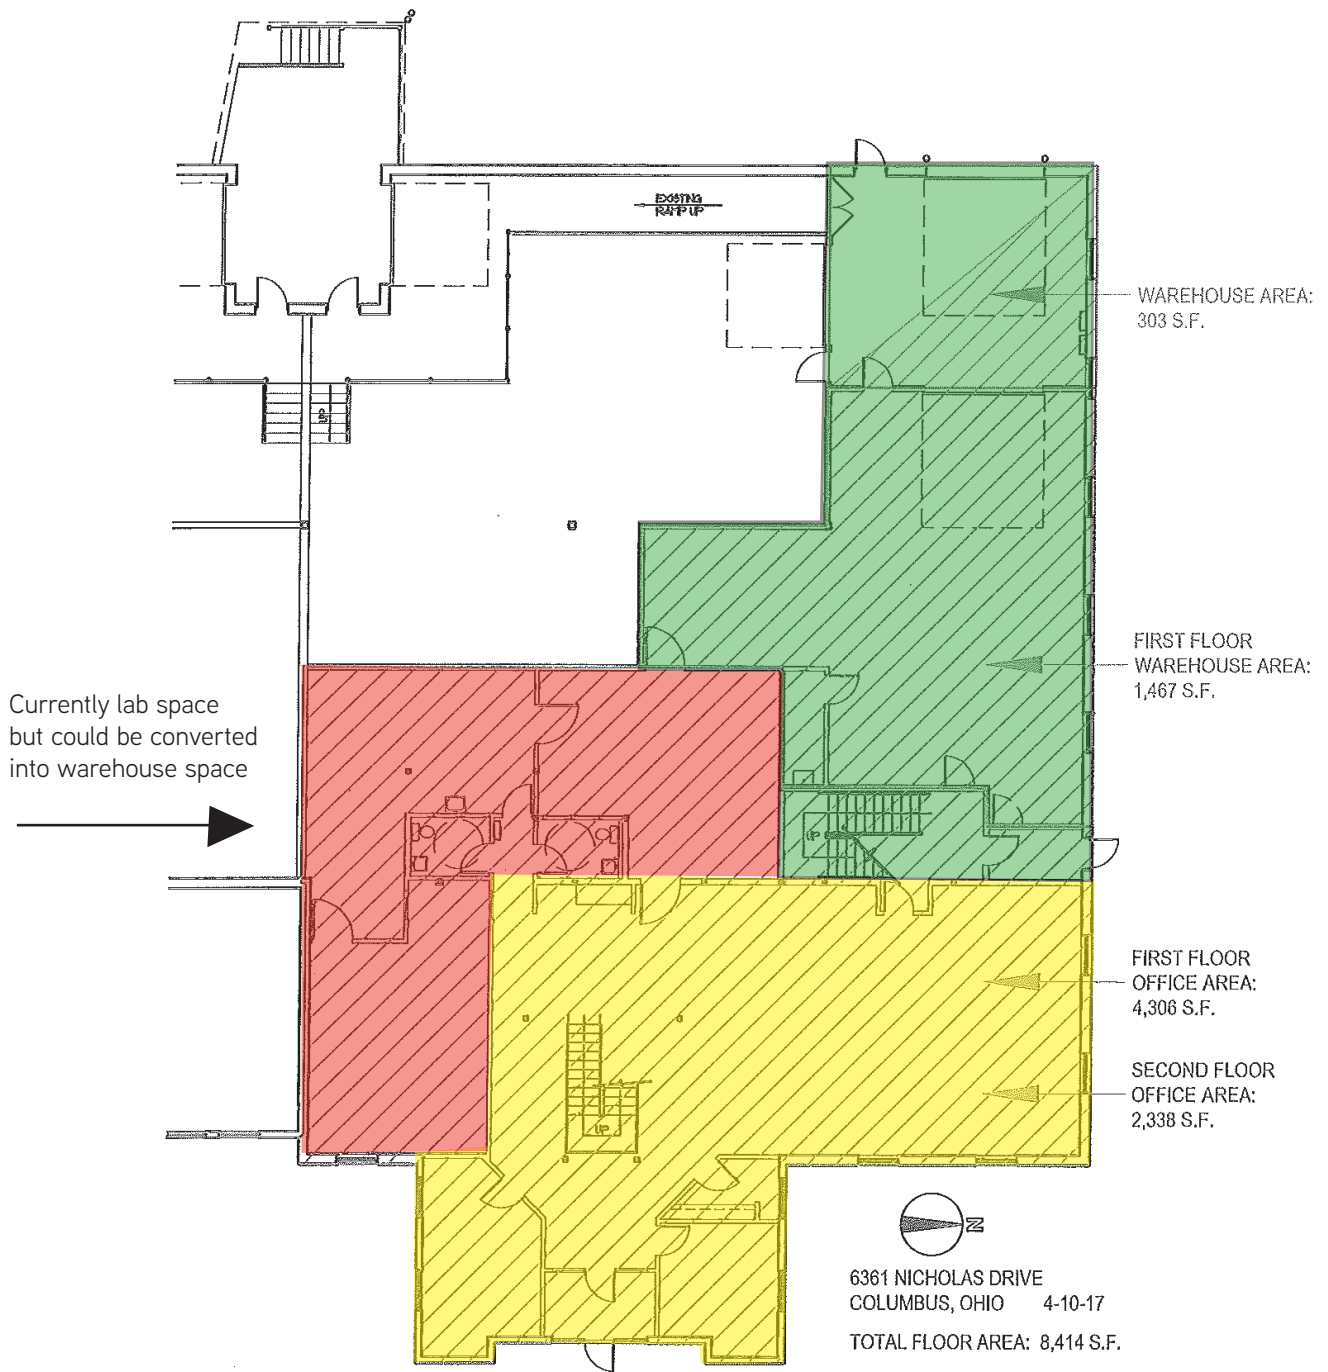 EXISTING
RAMP UP
WAREHOUSE AREA:
303 S.F.
UP
FIRST FLOOR
WAREHOUSE AREA:
1,467 S.F.
Currently lab space
but could be converted
into warehouse space
UP
FIRST FLOOR
OFFICE AREA:
4,306 S.F.
SECOND FLOOR
OFFICE AREA:
2,338 S.F.
UP
N
6361 NICHOLAS DRIVE
COLUMBUS, OHIO 4-10-17
TOTAL FLOOR AREA: 8,414 S.F.